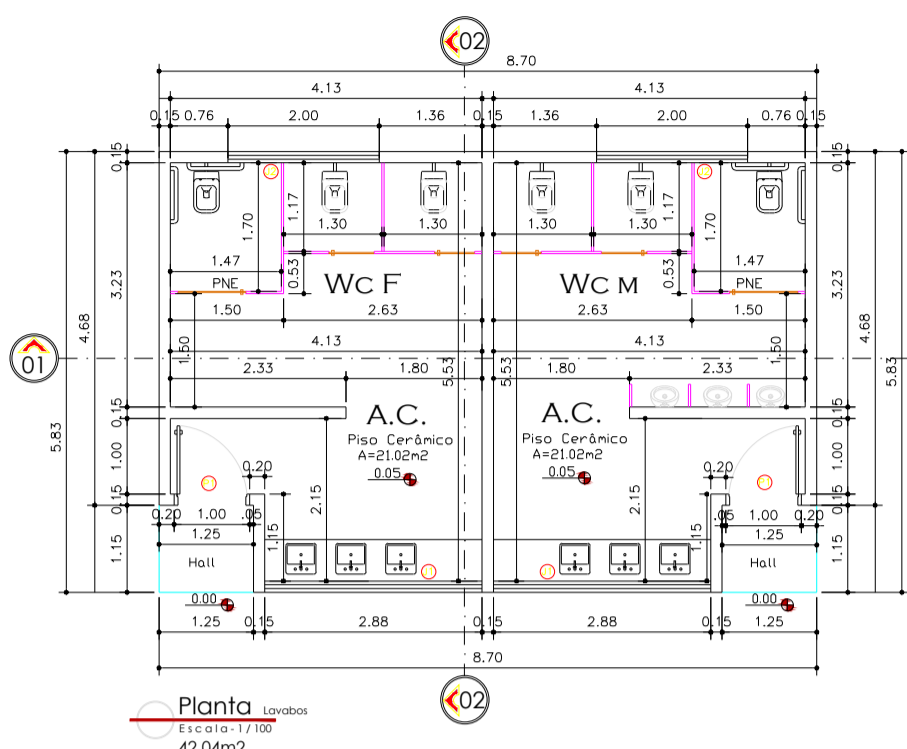 02
8.70
4.13 4.13
0.15 0.76 2.00 1.36 0.15 1.36 2.00 0.76 0.15
0.15 0.15
J2 J2
1.17 1.17
1.70 1.70
1.30 1.30 1.30 1.30
1.47 1.47
0.53 0.53
PNE WC F WC M PNE
3.23 3.23
1.50 2.63 2.63 1.50
4.68 4.68
01
4.13 4.13
1.50 5.53 5.53 1.50
2.33 1.80 1.80 2.33
5.83 5.83
0.15 0.15
A.C. A.C.
Piso Cerâmico Piso Cerâmico
A=21.02m2 A=21.02m2
1.00 1.00
0.05 0.05
0.20 0.20
P1 P1
2.15 2.15
0.15 0.15
0.20 1.00 .05 .05 1.00 0.20
1.25 1.25
1.15 1.15 1.15 1.15
Hall Hall
0.00 0.00
1.25 0.15 2.88 0.15 2.88 0.15 1.25
8.70
02
Planta Lavabos
Escala-1/100
42.04m2